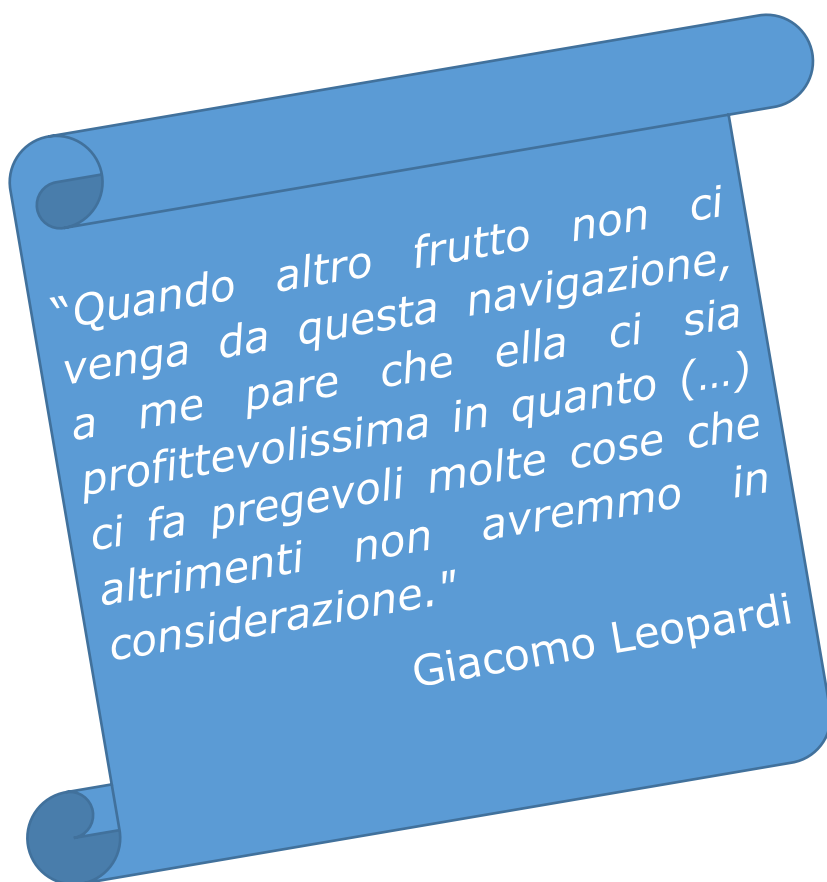 “Quando altro frutto non ci
venga da questa navigazione,
a me pare che ella ci sia
profittevolissima in quanto (…)
ci fa pregevoli molte cose che
altrimenti non avremmo in
considerazione."
Giacomo Leopardi